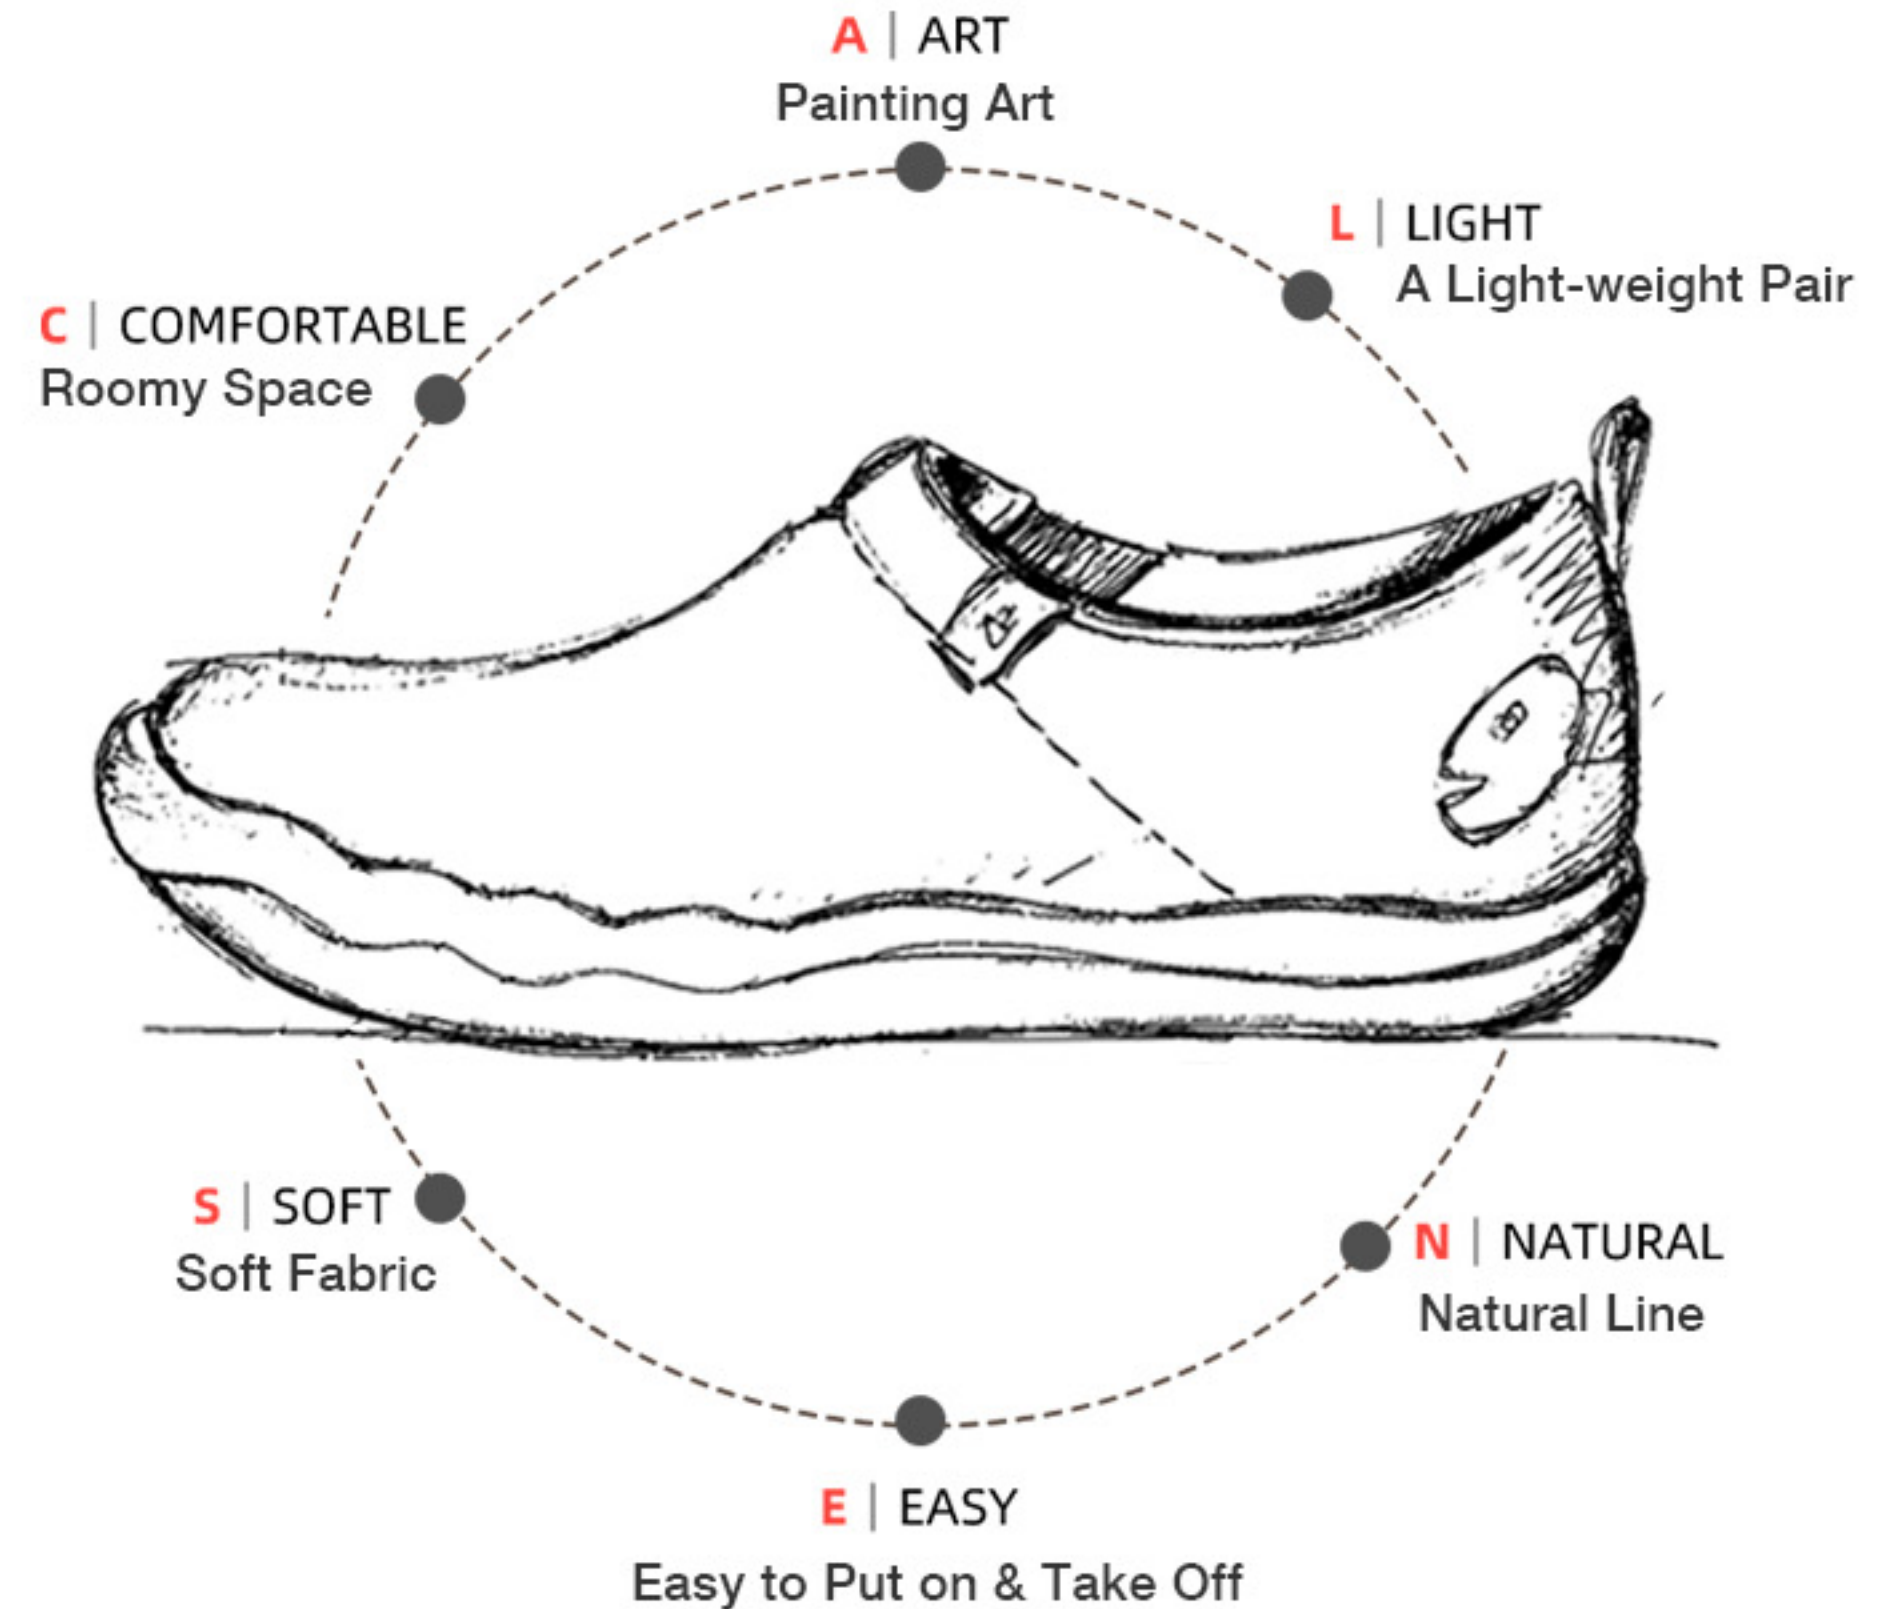 A | ART
Painting Art
L | LIGHT
A Light-weight Pair
C | COMFORTABLE
Roomy Space
S | SOFT
Soft Fabric
N | NATURAL
Natural Line
E | EASY
Easy to Put on & Take Off